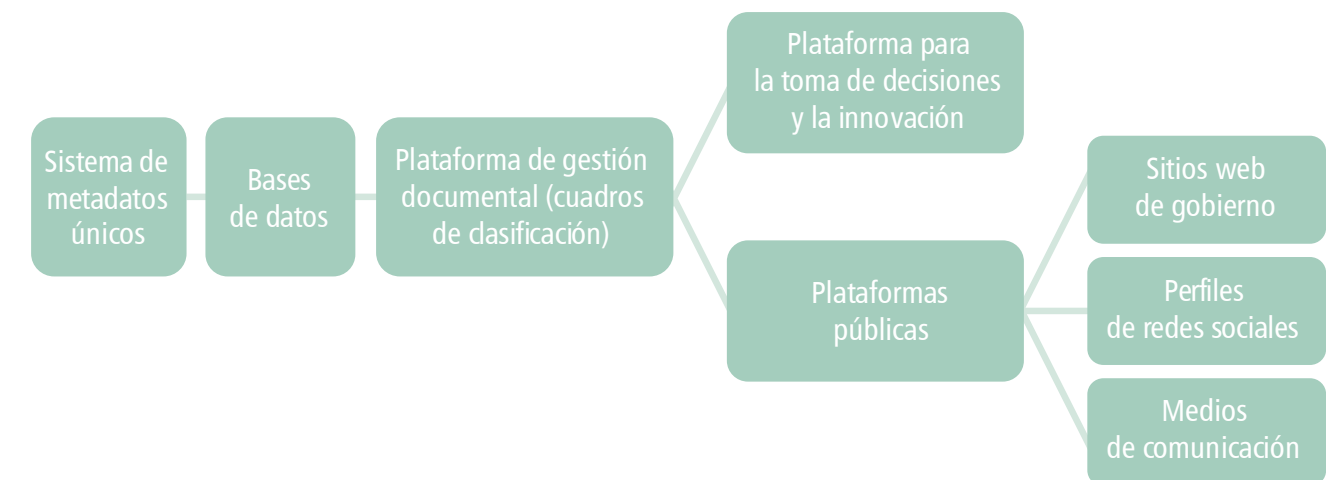 Sistema de
metadatos
únicos
Bases
de datos
Plataforma de gestión
documental (cuadros
de clasificación)
Plataforma para
la toma de decisiones
y la innovación
Plataformas
públicas
Sitios web
de gobierno
Perfiles
de redes sociales
Medios
de comunicación